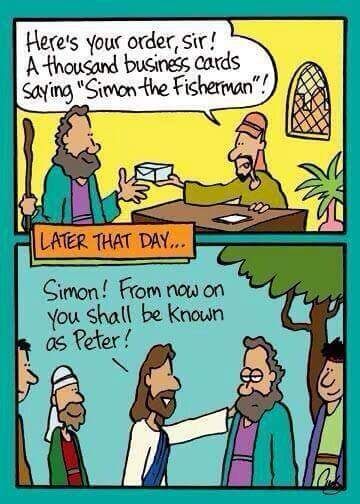 Here's your order, sir!
A thousand business cards
saying "Simon the Fisherman"!
LATER THAT DAY...
Simon! From now on
you shall be known
as Peter!